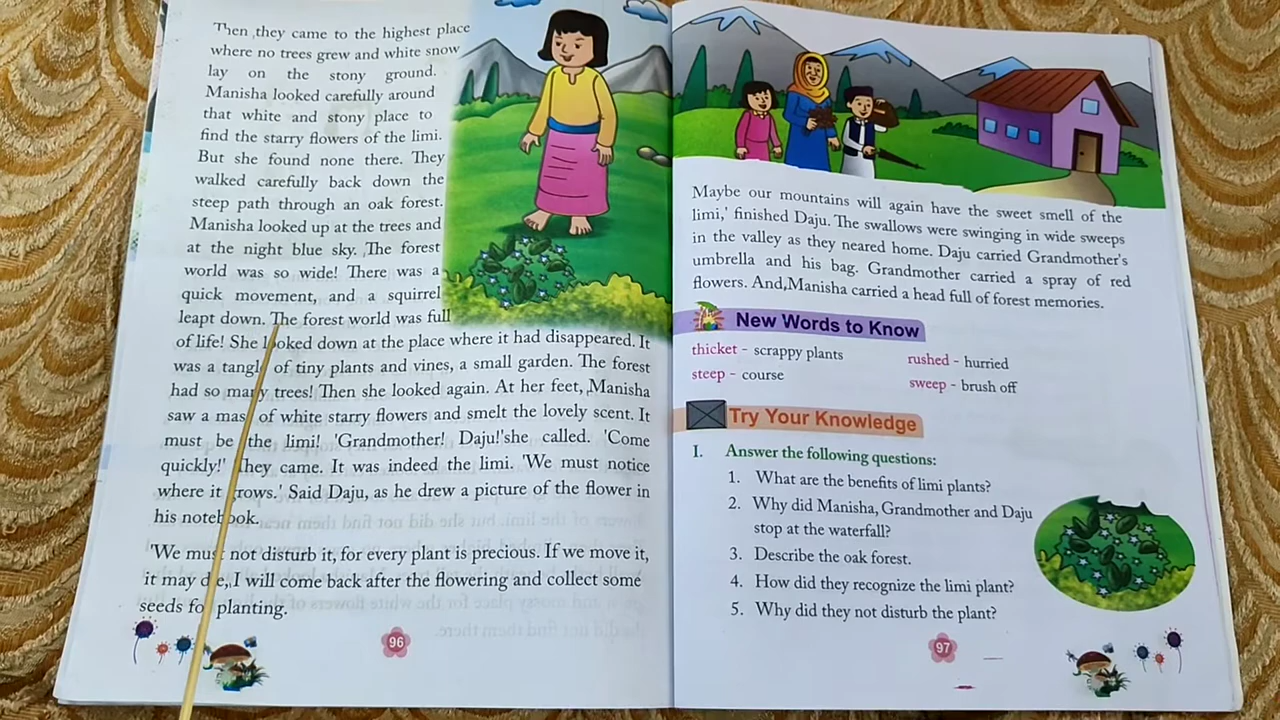 Then they came to the highest place
where no trees grew and white snow
lay on the stony ground.
Manisha looked carefully around
that white and stony place to
find the starry flowers of the limi.
But she found none there. They
walked carefully back down the
steep path through an oak forest.
Manisha looked up at the trees and
at the night blue sky. The forest
world was so wide! There was a
quick movement, and a squirrel
leapt down. The forest world was full
of life! She looked down at the place where it had disappeared. It
was a tangle of tiny plants and vines, a small garden. The forest
had so many trees! Then she looked again. At her feet, Manisha
saw a mass of white starry flowers and smelt the lovely scent. It
must be the limi! 'Grandmother! Daju!'she called. 'Come
quickly!' They came. It was indeed the limi. 'We must notice
where it grows.' Said Daju, as he drew a picture of the flower in
his notebook.
'We must not disturb it, for every plant is precious. If we move it,
it may die,, I will come back after the flowering and collect some
seeds for planting.
96
Maybe our mountains will again have the sweet smell of the
limi,' finished Daju. The swallows were swinging in wide sweeps
in the valley as they neared home. Daju carried Grandmother's
umbrella and his bag. Grandmother carried a spray of red
flowers. And,Manisha carried a head full of forest memories.
New Words to Know
thicket - scrappy plants rushed - hurried
steep - course sweep - brush off
Try Your Knowledge
I. Answer the following questions:
1. What are the benefits of limi plants?
2. Why did Manisha, Grandmother and Daju
stop at the waterfall?
3. Describe the oak forest.
4. How did they recognize the limi plant?
5. Why did they not disturb the plant?
97